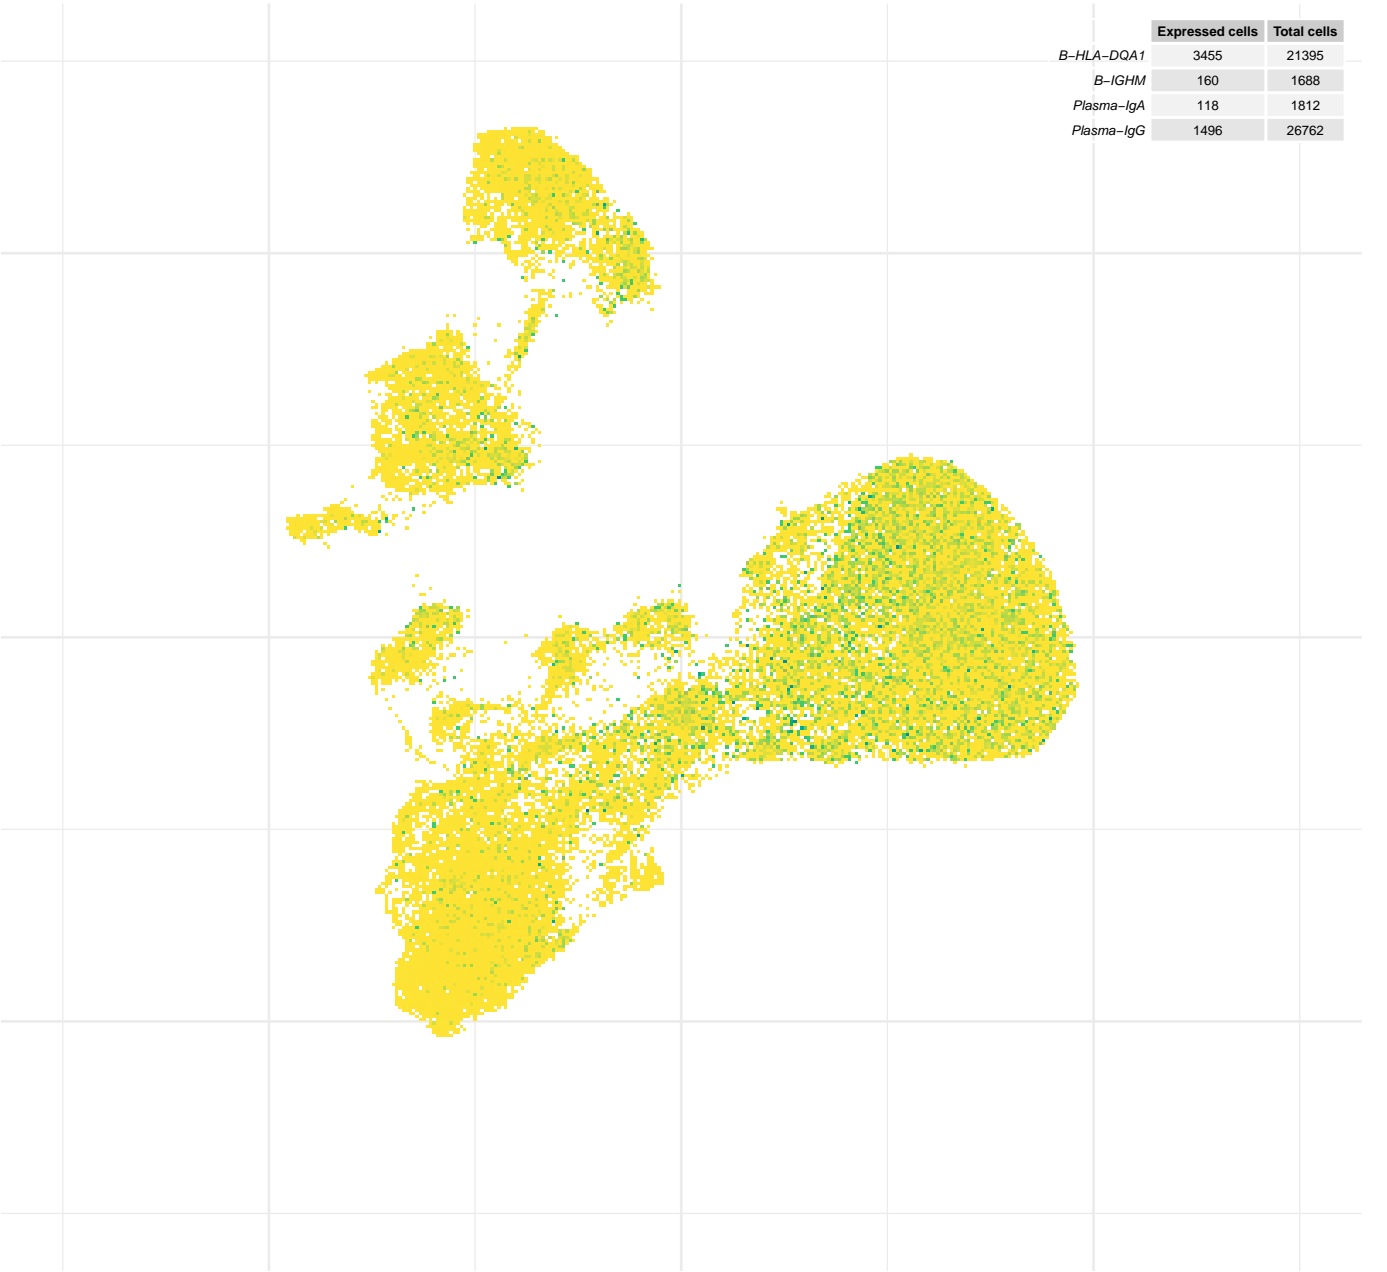 Expressed cells Total cells
B−HLA−DQA1 3455 21395
B−IGHM 160 1688
Plasma−IgA 118 1812
Plasma−IgG 1496 26762